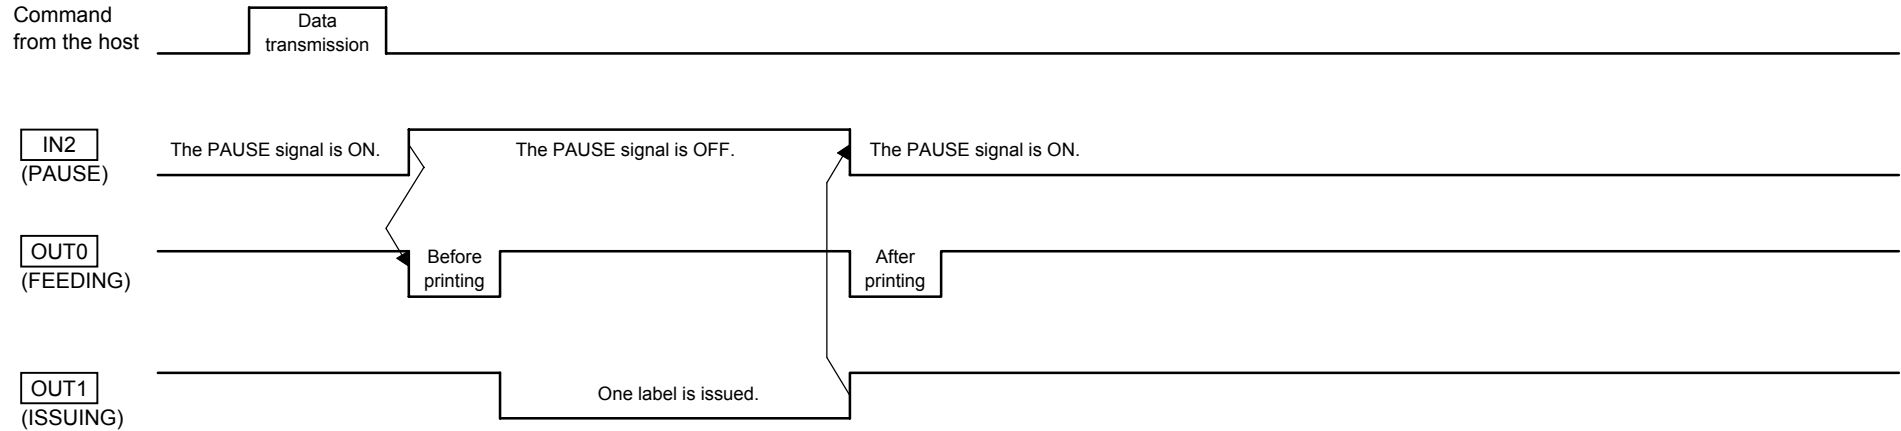 Command
from the host
Data
transmission
IN2
(PAUSE)
The PAUSE signal is ON.
The PAUSE signal is OFF.
The PAUSE signal is ON.
OUT0
(FEEDING)
Before
printing
After
printing
OUT1
(ISSUING)
One label is issued.